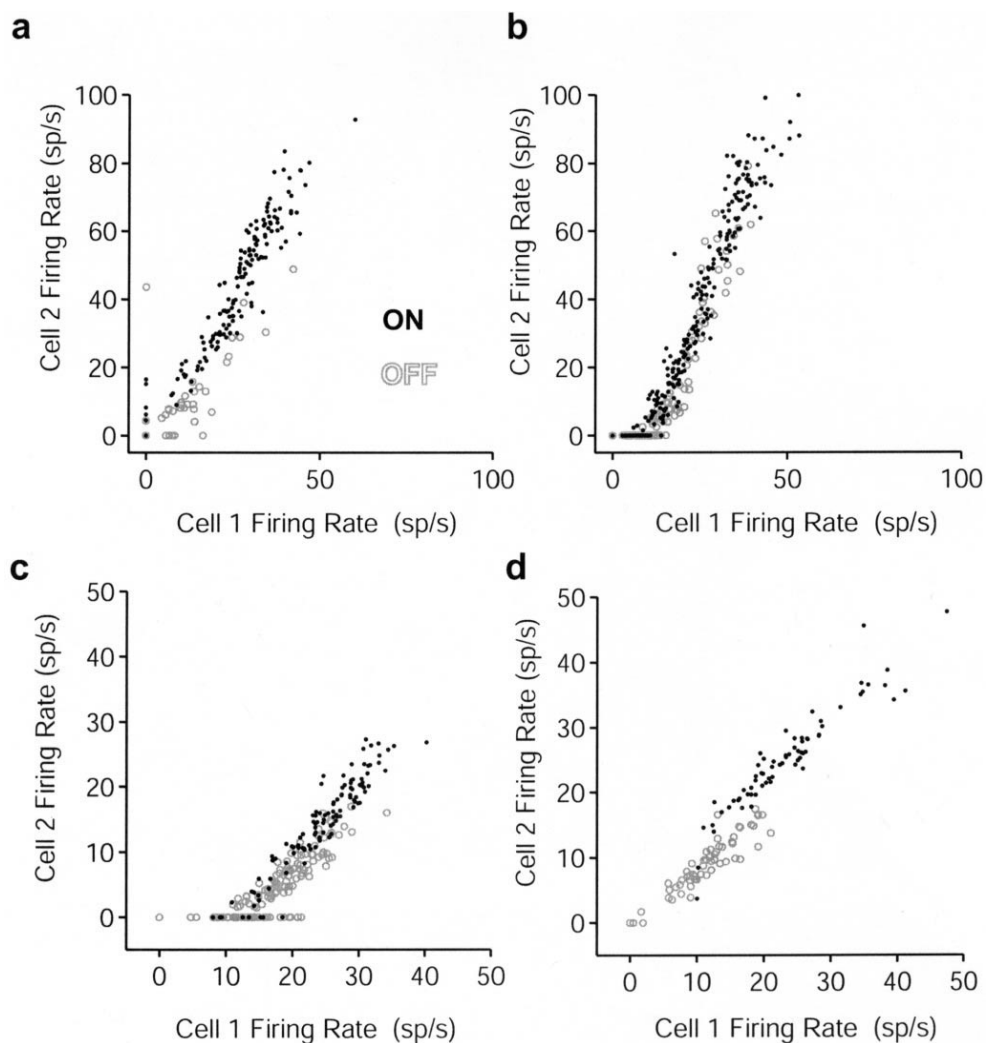 a
100
80
60
40
20
0
Cell 2 Firing Rate (sp/s)
ON
OFF
0 50 100
Cell 1 Firing Rate (sp/s)
b
100
80
60
40
20
0
Cell 2 Firing Rate (sp/s)
0 50 100
Cell 1 Firing Rate (sp/s)
c
50
40
30
20
10
0
Cell 2 Firing Rate (sp/s)
0 10 20 30 40 50
Cell 1 Firing Rate (sp/s)
d
50
40
30
20
10
0
Cell 2 Firing Rate (sp/s)
0 10 20 30 40 50
Cell 1 Firing Rate (sp/s)